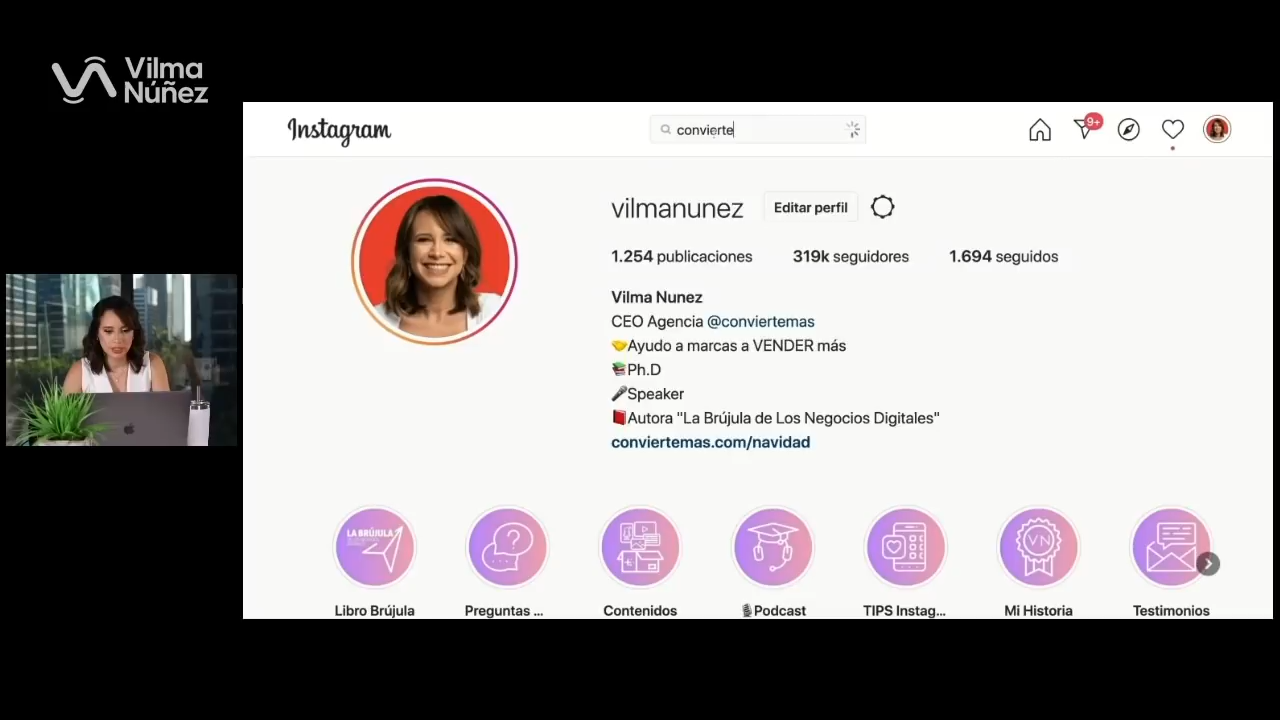 Vilma
Núñez
Instagram
convierte
9+
vilmanunez
Editar perfil
1.254 publicaciones
319k seguidores
1.694 seguidos
Vilma Nunez
CEO Agencia @conviertemas
🤝Ayudo a marcas a VENDER más
📚Ph.D
🎤Speaker
📕Autora "La Brújula de Los Negocios Digitales"
conviertemas.com/navidad
LA BRÚJULA
VN
Libro Brújula
Preguntas ...
Contenidos
🎙Podcast
TIPS Instag...
Mi Historia
Testimonios